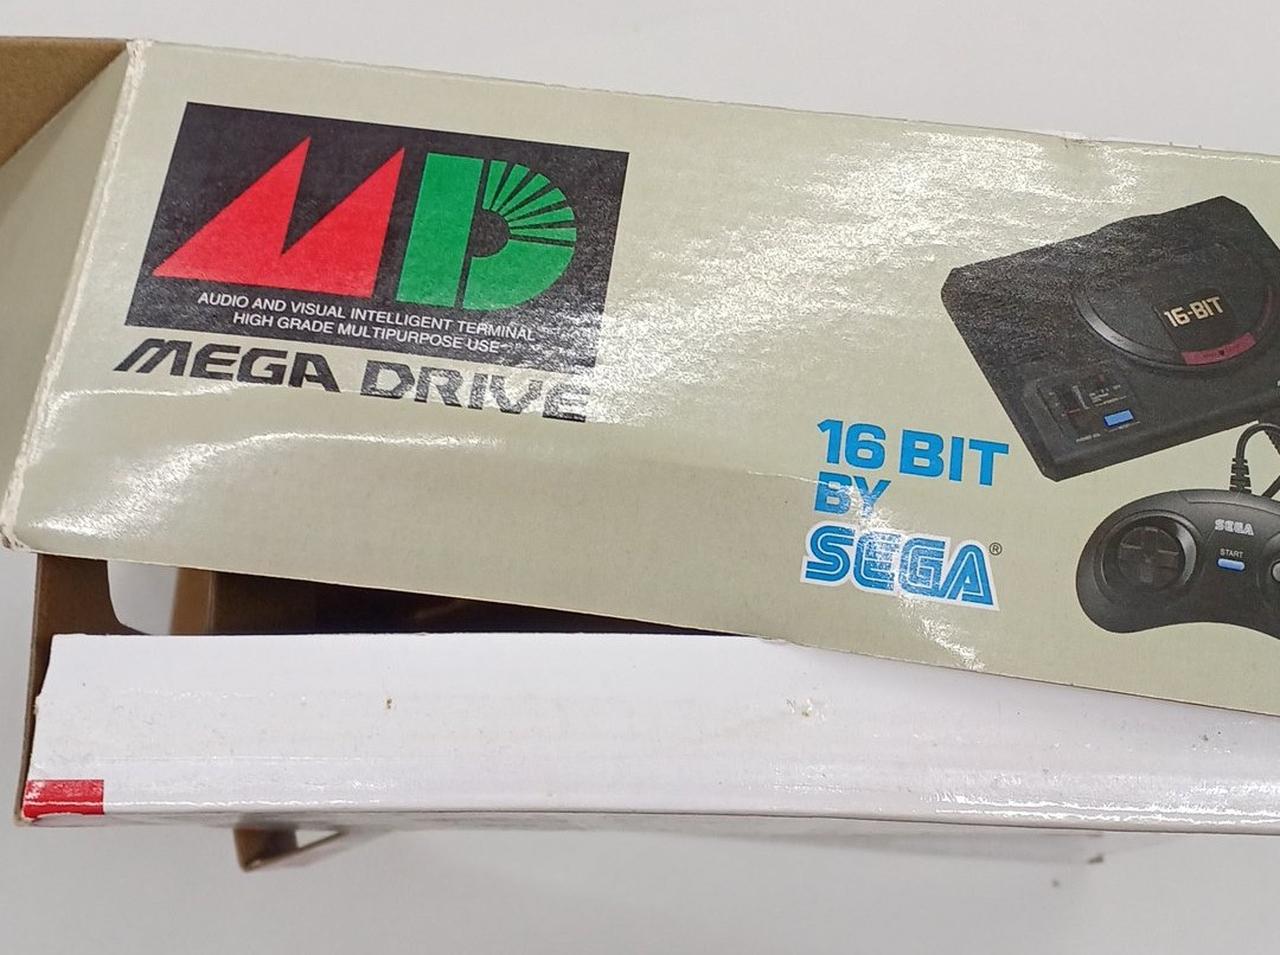 MD
AUDIO AND VISUAL INTELLIGENT TERMINAL
HIGH GRADE MULTIPURPOSE USE
MEGA DRIVE
16 BIT
BY
SEGA®
16-BIT
SEGA
START